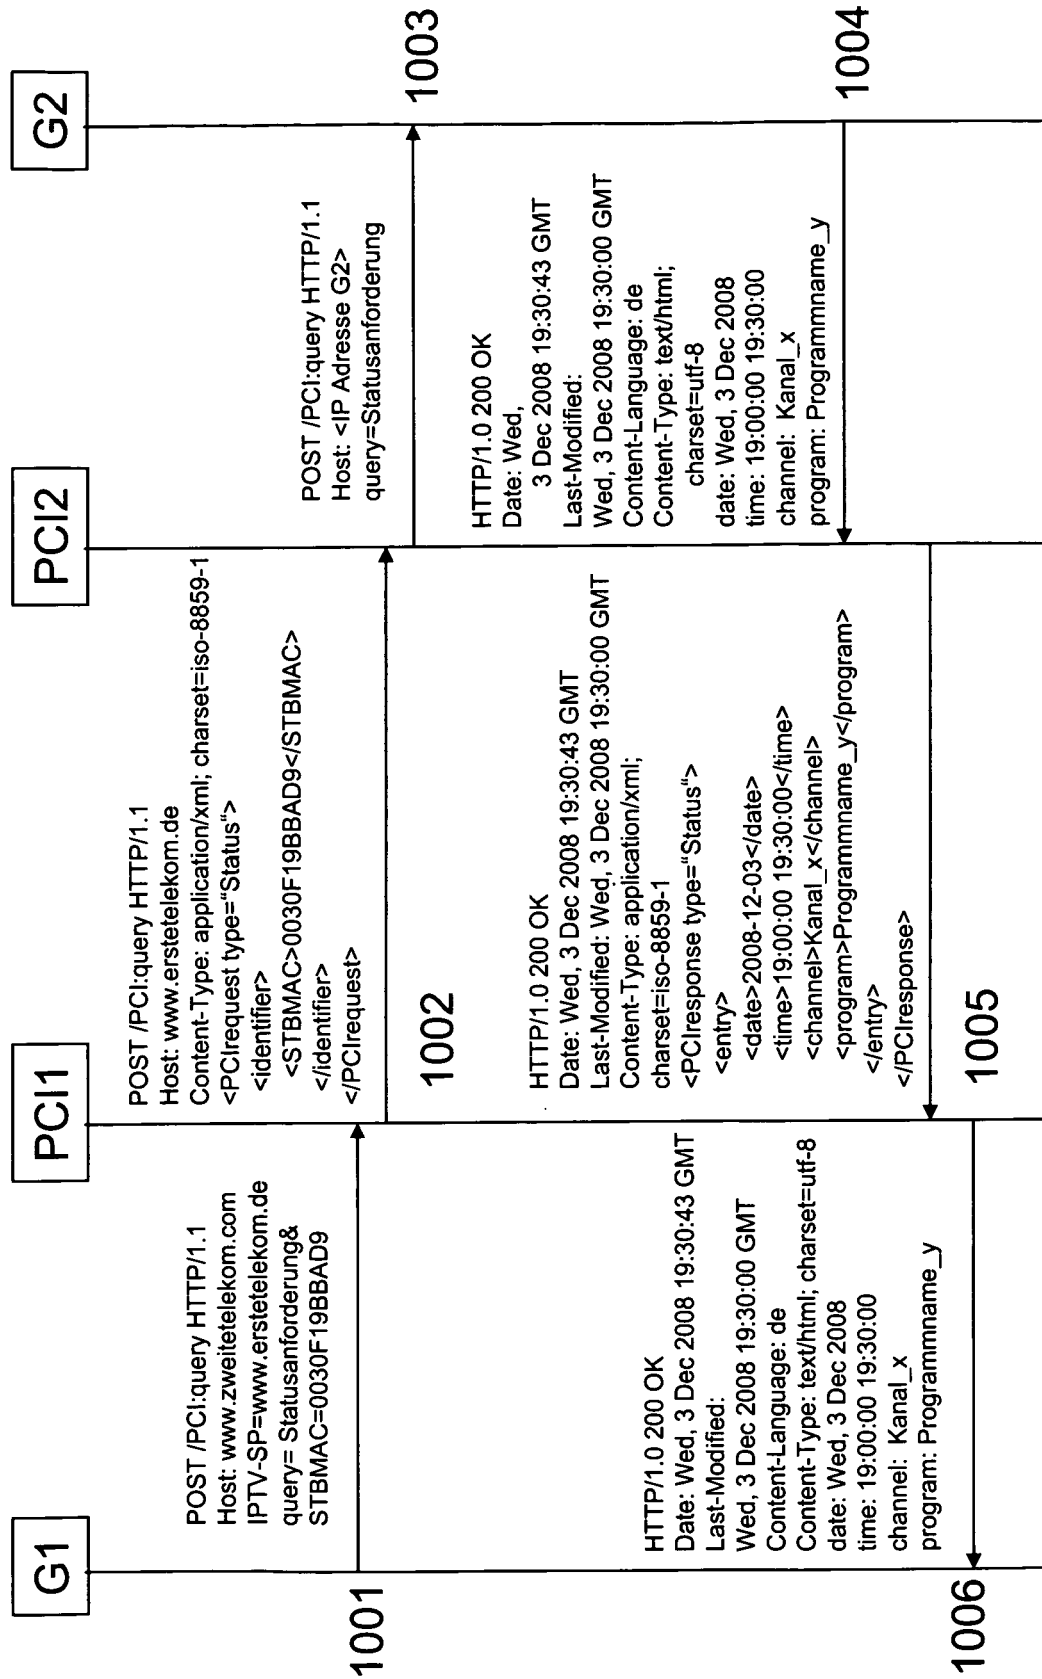 G1
PCI1
PCI2
G2
1001
POST /PCI:query HTTP/1.1
Host: www.zweitetelekom.com
IPTV-SP=www.erstetelekom.de
query= Statusanforderung&
STBMAC=0030F19BBAD9
POST /PCI:query HTTP/1.1
Host: www.erstetelekom.de
Content-Type: application/xml; charset=iso-8859-1
<PCIrequest type="Status">
<identifier>
<STBMAC>0030F19BBAD9</STBMAC>
</identifier>
</PCIrequest>
1002
POST /PCI:query HTTP/1.1
Host: <IP Adresse G2>
query=Statusanforderung
1003
HTTP/1.0 200 OK
Date: Wed,
3 Dec 2008 19:30:43 GMT
Last-Modified:
Wed, 3 Dec 2008 19:30:00 GMT
Content-Language: de
Content-Type: text/html;
charset=utf-8
date: Wed, 3 Dec 2008
time: 19:00:00 19:30:00
channel: Kanal_x
program: Programmname_y
1004
HTTP/1.0 200 OK
Date: Wed, 3 Dec 2008 19:30:43 GMT
Last-Modified: Wed, 3 Dec 2008 19:30:00 GMT
Content-Type: application/xml;
charset=iso-8859-1
<PCIresponse type="Status">
<entry>
<date>2008-12-03</date>
<time>19:00:00 19:30:00</time>
<channel>Kanal_x</channel>
<program>Programmname_y</program>
</entry>
</PCIresponse>
1005
HTTP/1.0 200 OK
Date: Wed, 3 Dec 2008 19:30:43 GMT
Last-Modified:
Wed, 3 Dec 2008 19:30:00 GMT
Content-Language: de
Content-Type: text/html; charset=utf-8
date: Wed, 3 Dec 2008
time: 19:00:00 19:30:00
channel: Kanal_x
program: Programmname_y
1006